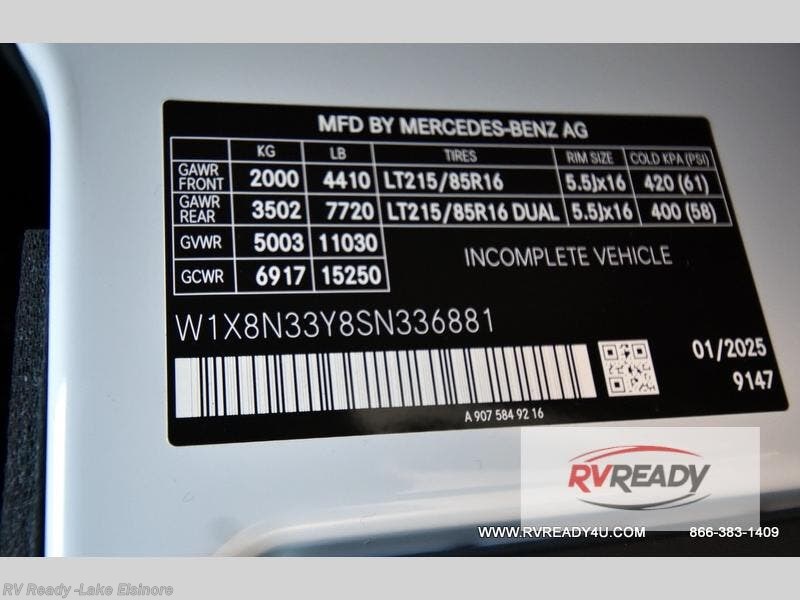 MFD BY MERCEDES-BENZ AG
KG LB TIRES RIM SIZE COLD KPA (PSI)
GAWR FRONT 2000 4410 LT215/85R16 5.5Jx16 420 (61)
GAWR REAR 3502 7720 LT215/85R16 DUAL 5.5Jx16 400 (58)
GVWR 5003 11030
GCWR 6917 15250
INCOMPLETE VEHICLE
W1X8N33Y8SN336881
01/2025
9147
A 907 584 92 16
RVREADY
WWW.RVREADY4U.COM 866-383-1409
RV Ready -Lake Elsinore